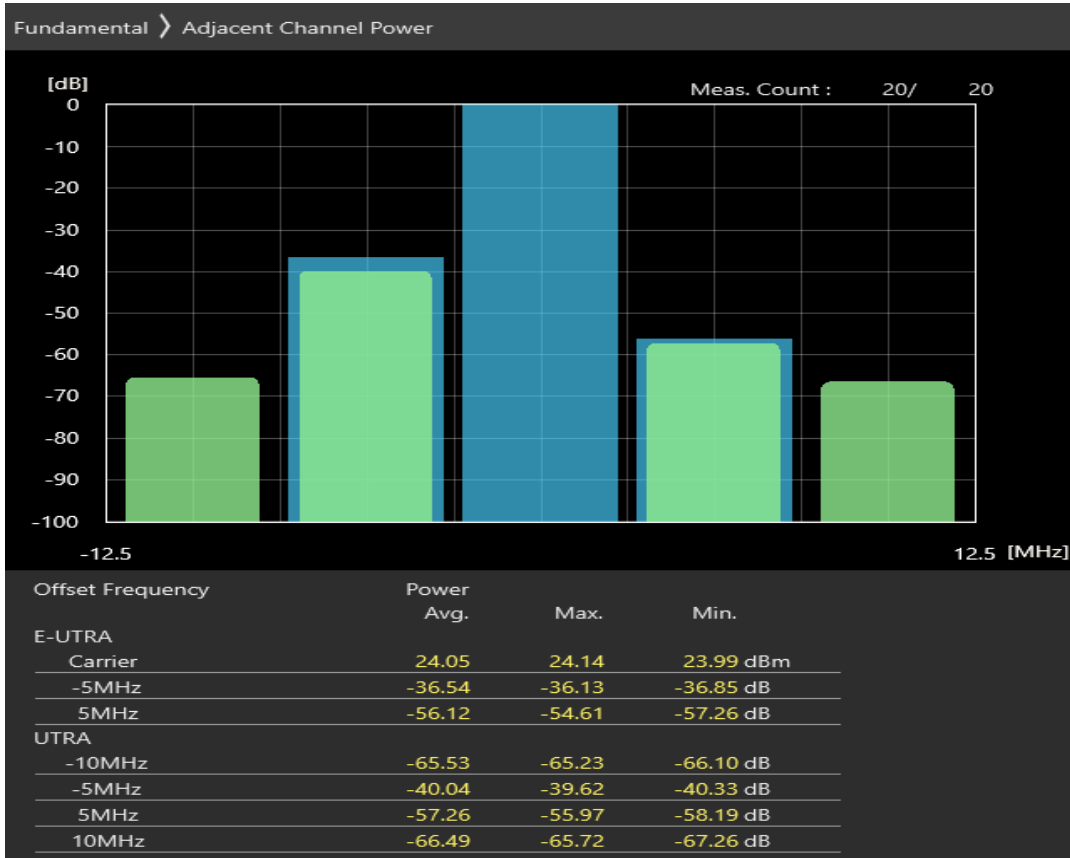 Fundamental 〉 Adjacent Channel Power
[dB]
Meas. Count : 20/ 20
0
-10
-20
-30
-40
-50
-60
-70
-80
-90
-100
-12.5 12.5 [MHz]
Offset Frequency Power
Avg. Max. Min.
E-UTRA
Carrier 24.05 24.14 23.99 dBm
-5MHz -36.54 -36.13 -36.85 dB
5MHz -56.12 -54.61 -57.26 dB
UTRA
-10MHz -65.53 -65.23 -66.10 dB
-5MHz -40.04 -39.62 -40.33 dB
5MHz -57.26 -55.97 -58.19 dB
10MHz -66.49 -65.72 -67.26 dB